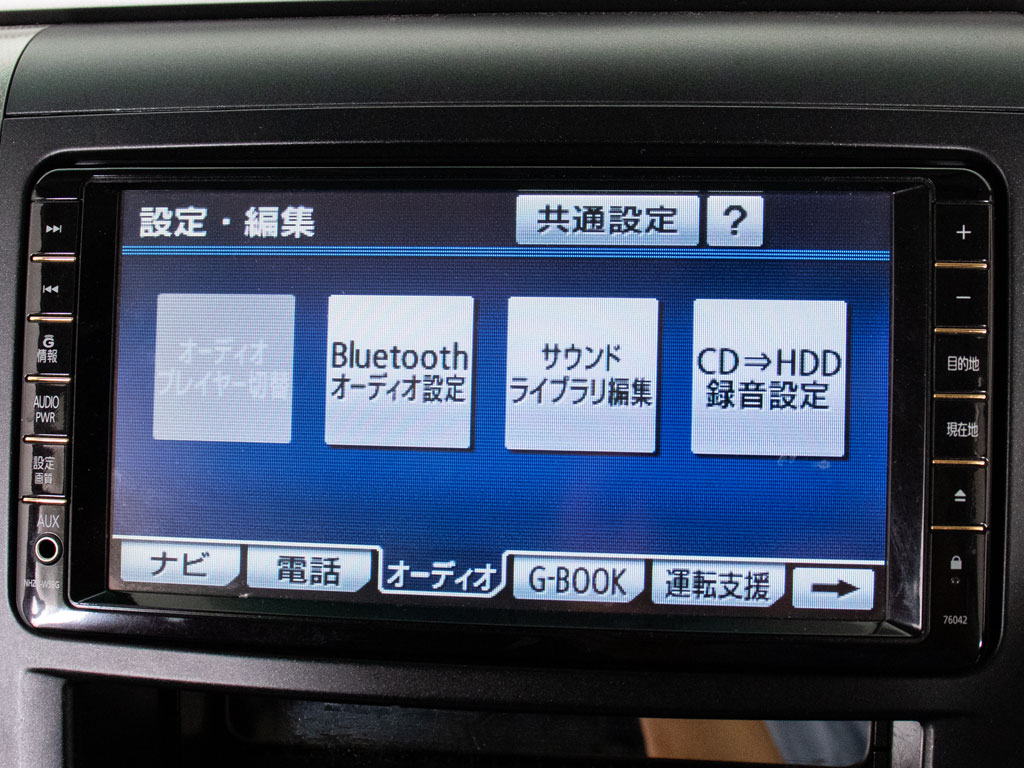 設定・編集
共通設定
?
オーディオ
プレイヤー切替
Bluetooth
オーディオ設定
サウンド
ライブラリ編集
CD⇒HDD
録音設定
ナビ
電話
オーディオ
G-BOOK
運転支援
→
G
情報
AUDIO
PWR
設定
画質
AUX
+
−
目的地
現在地
76042